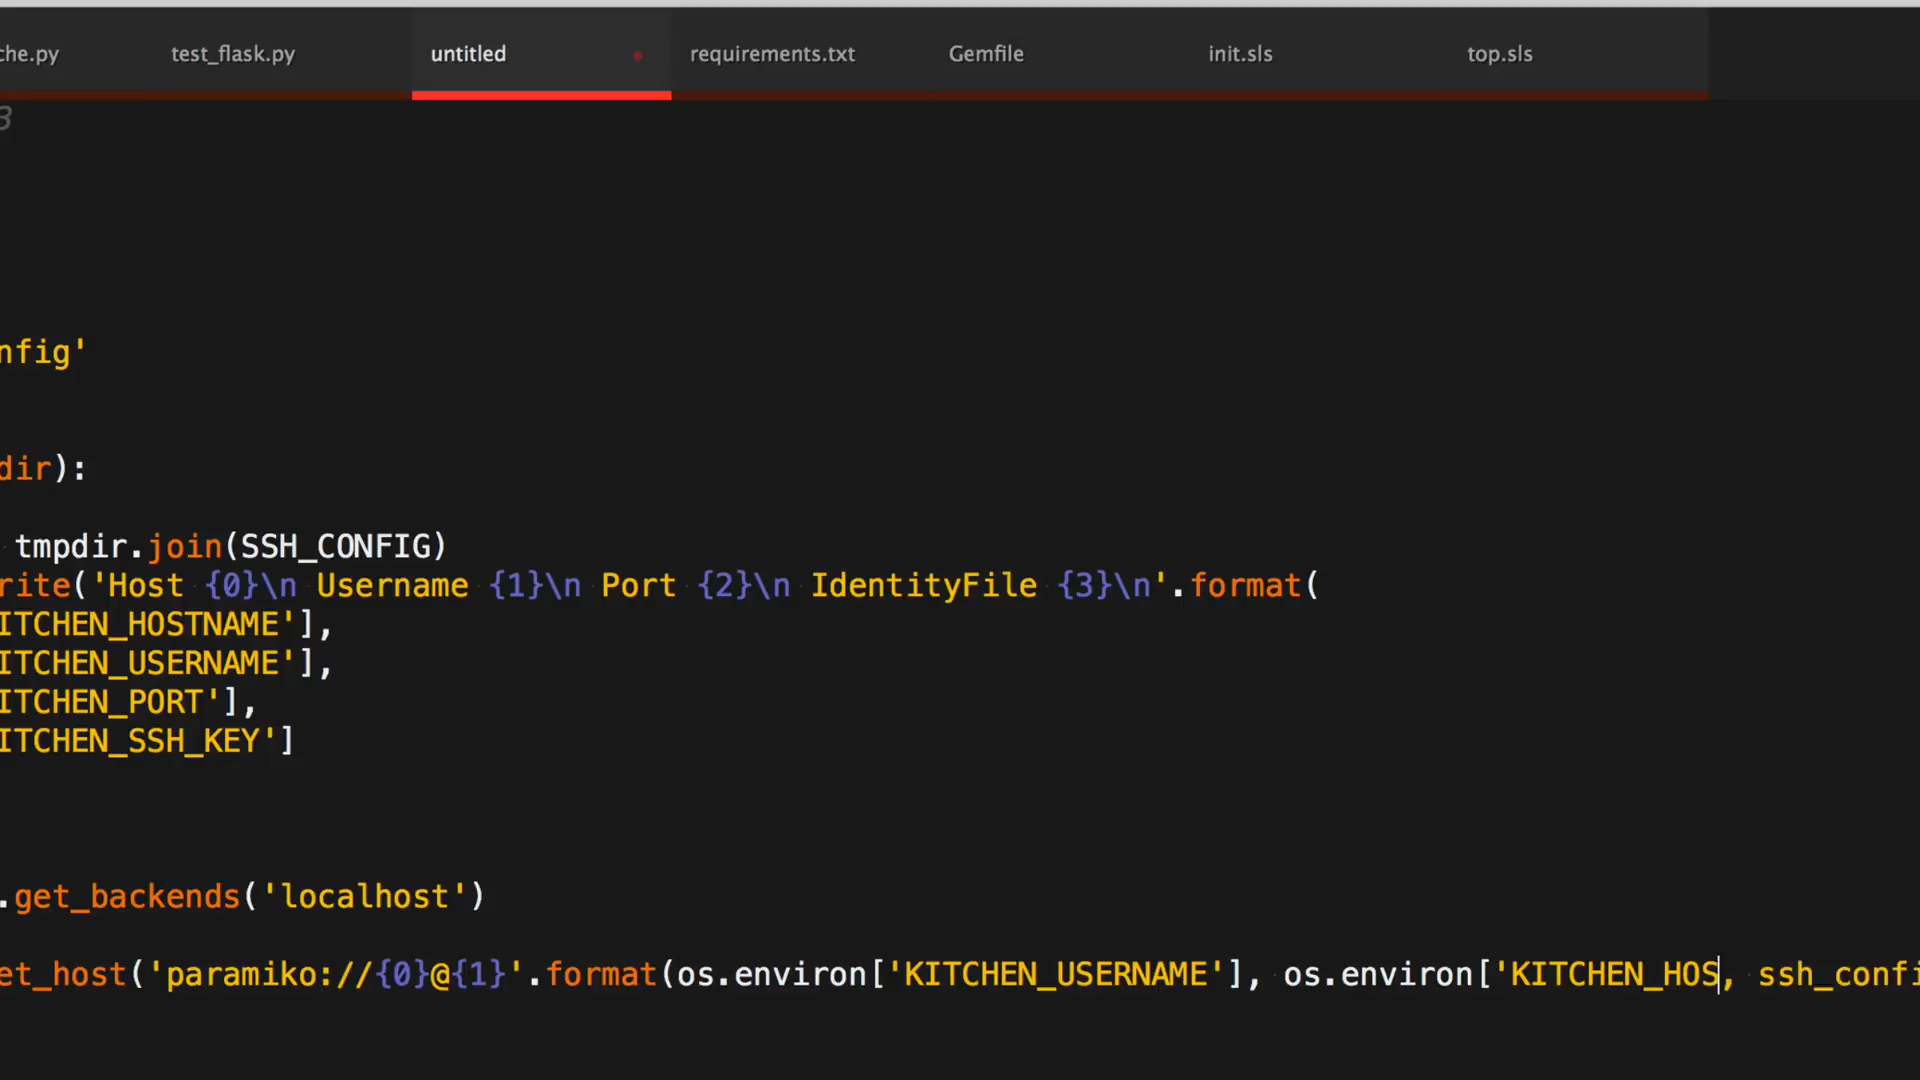 che.py test_flask.py untitled requirements.txt Gemfile init.sls top.sls
3
nfig'
dir):
tmpdir.join(SSH_CONFIG)
rite('Host {0}\n Username {1}\n Port {2}\n IdentityFile {3}\n'.format(
ITCHEN_HOSTNAME'],
ITCHEN_USERNAME'],
ITCHEN_PORT'],
ITCHEN_SSH_KEY']
.get_backends('localhost')
et_host('paramiko://{0}@{1}'.format(os.environ['KITCHEN_USERNAME'], os.environ['KITCHEN_HOS, ssh_confi